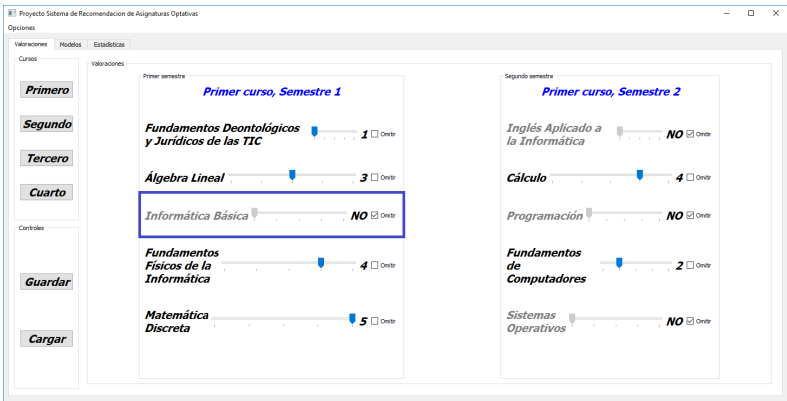 Proyecto Sistema de Recomendacion de Asignaturas Optativas
Opciones
Valoraciones Modelos Estadísticas
Cursos
Primero
Segundo
Tercero
Cuarto
Controles
Guardar
Cargar
Valoraciones
Primer semestre
Primer curso, Semestre 1
Fundamentos Deontológicos
y Jurídicos de las TIC 1 Omitir
Álgebra Lineal 3 Omitir
Informática Básica NO Omitir
Fundamentos
Físicos de la 4 Omitir
Informática
Matemática
Discreta 5 Omitir
Segundo semestre
Primer curso, Semestre 2
Inglés Aplicado a
la Informática NO Omitir
Cálculo 4 Omitir
Programación NO Omitir
Fundamentos
de 2 Omitir
Computadores
Sistemas
Operativos NO Omitir